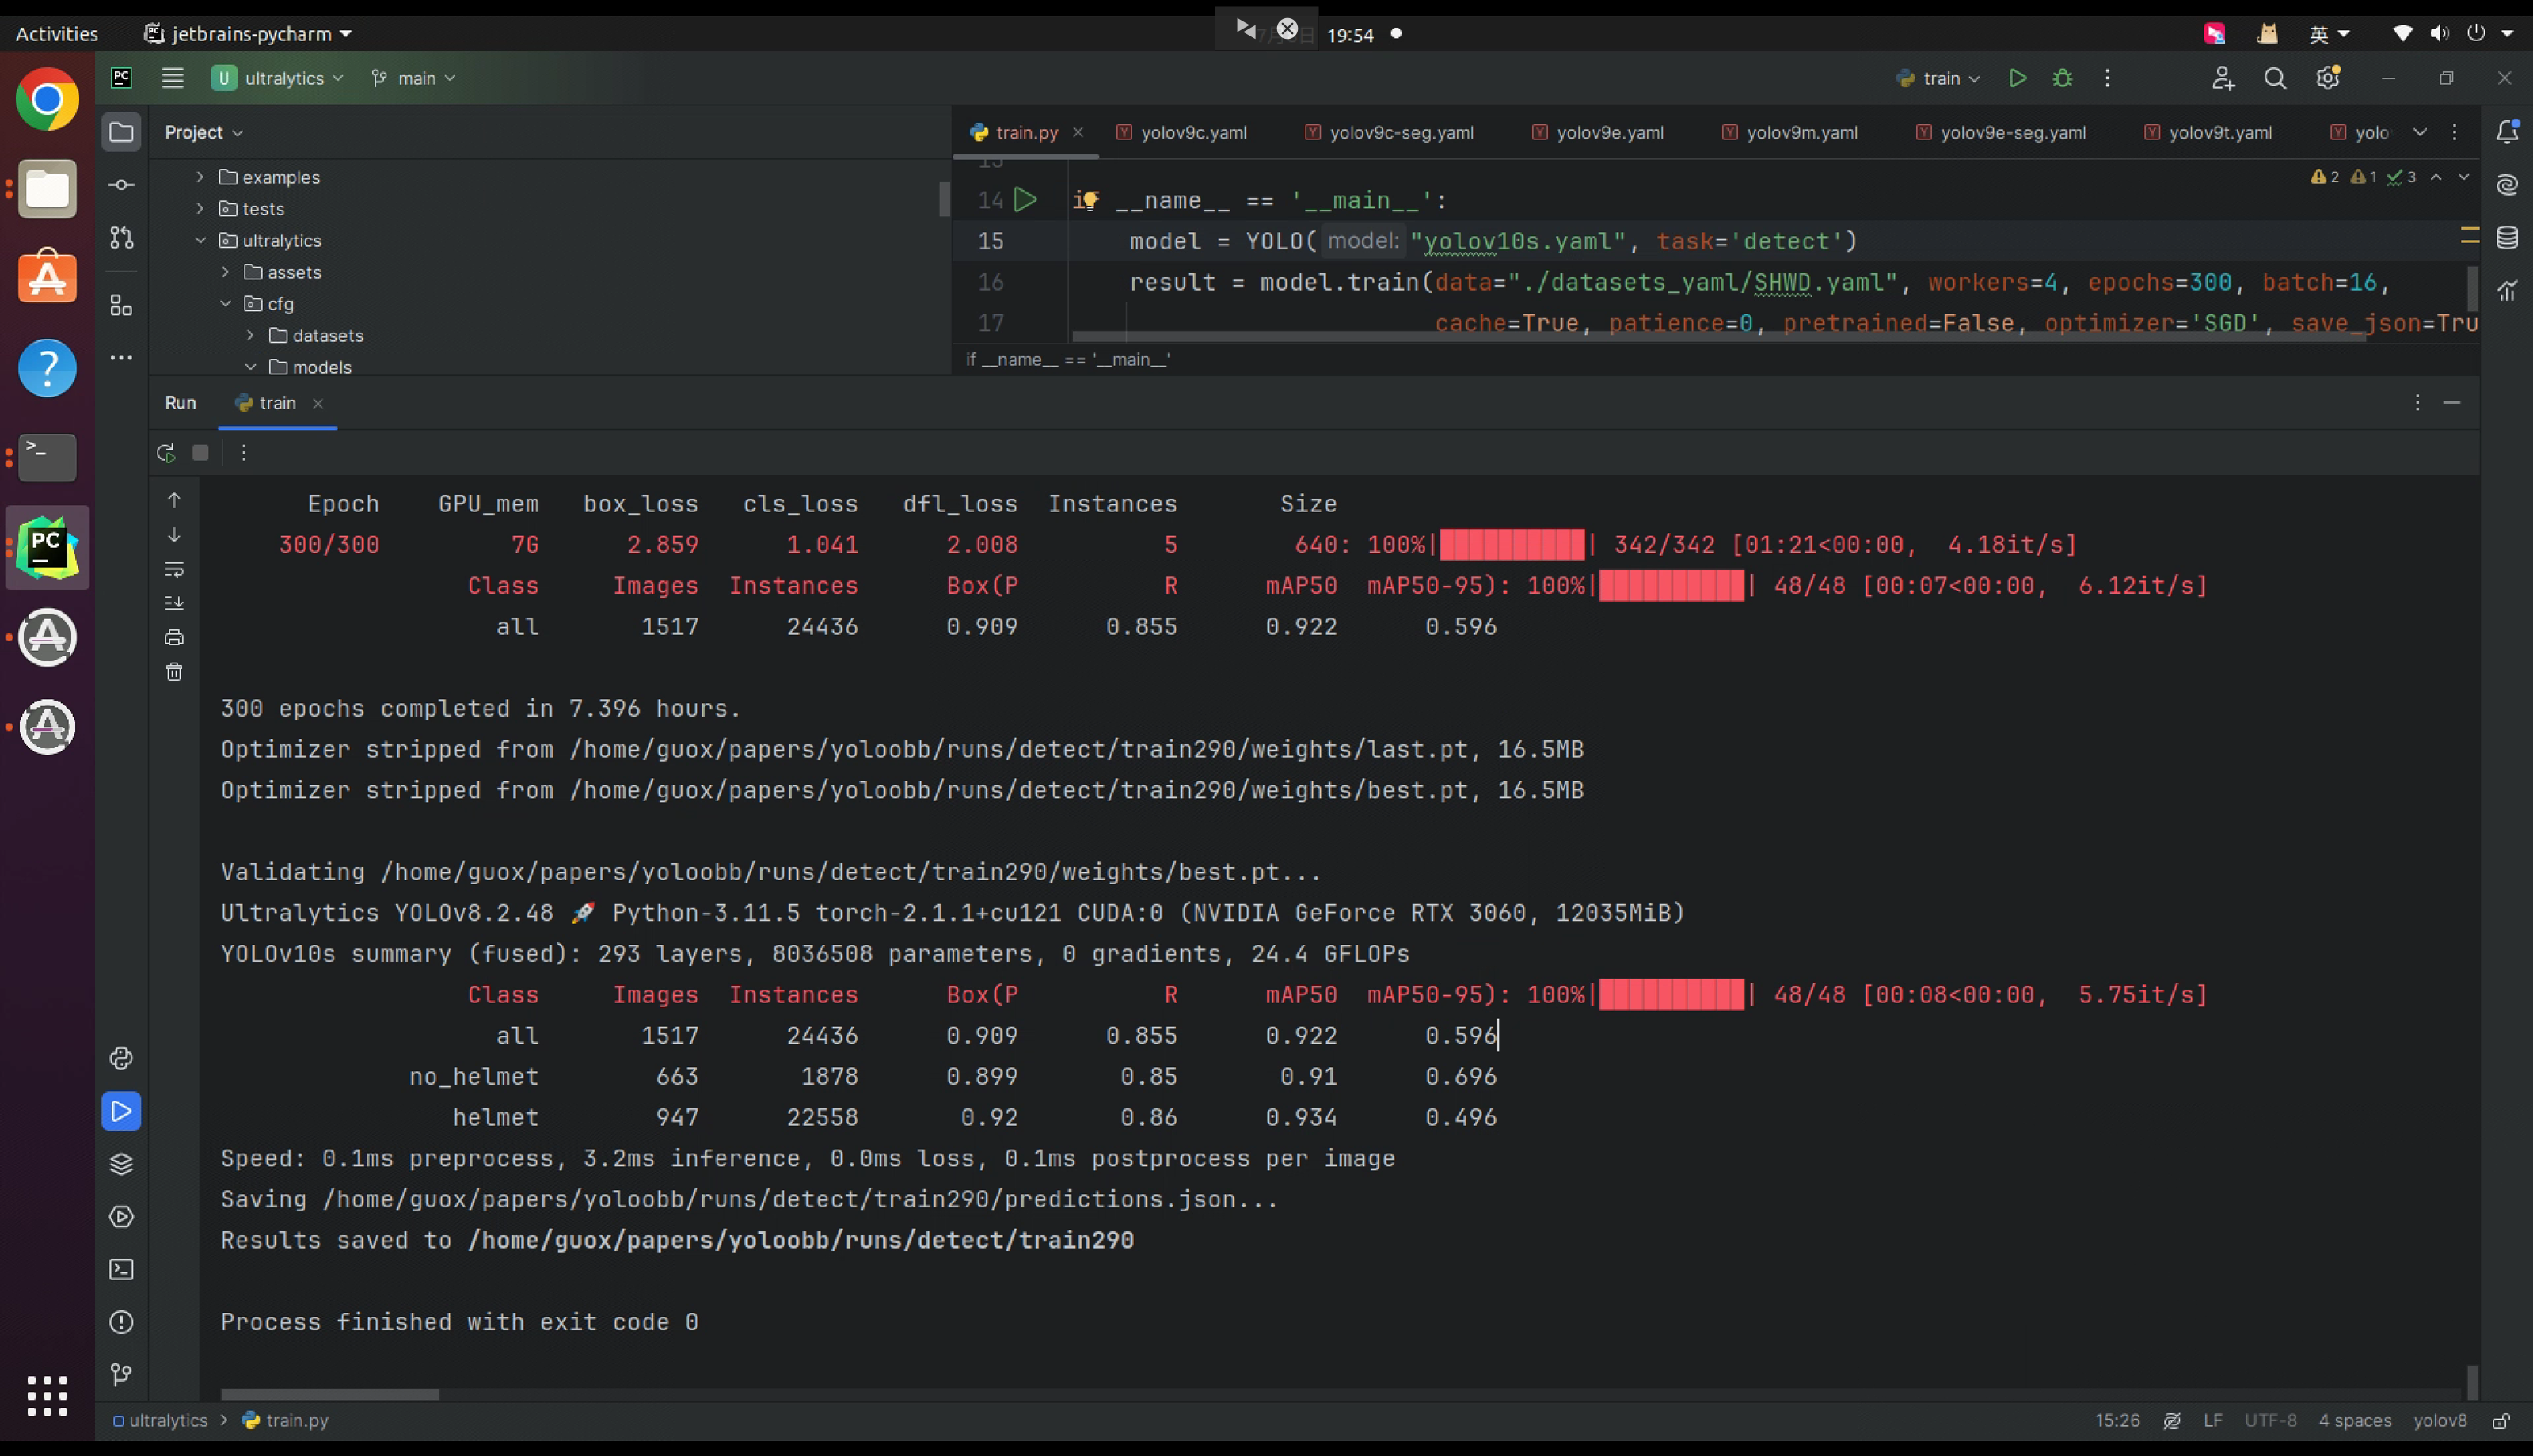 Activities jetbrains-pycharm 19:54 英
U ultralytics main train
Project
examples
tests
ultralytics
assets
cfg
datasets
models
train.py yolov9c.yaml yolov9c-seg.yaml yolov9e.yaml yolov9m.yaml yolov9e-seg.yaml yolov9t.yaml yolo
2 1 3
14 if __name__ == '__main__':
15 model = YOLO( model: "yolov10s.yaml", task='detect')
16 result = model.train(data="./datasets_yaml/SHWD.yaml", workers=4, epochs=300, batch=16,
17 cache=True, patience=0, pretrained=False, optimizer='SGD', save_json=Tru
if __name__ == '__main__'
Run train
Epoch GPU_mem box_loss cls_loss dfl_loss Instances Size
300/300 7G 2.859 1.041 2.008 5 640: 100%|██████████| 342/342 [01:21<00:00, 4.18it/s]
Class Images Instances Box(P R mAP50 mAP50-95): 100%|██████████| 48/48 [00:07<00:00, 6.12it/s]
all 1517 24436 0.909 0.855 0.922 0.596
300 epochs completed in 7.396 hours.
Optimizer stripped from /home/guox/papers/yoloobb/runs/detect/train290/weights/last.pt, 16.5MB
Optimizer stripped from /home/guox/papers/yoloobb/runs/detect/train290/weights/best.pt, 16.5MB
Validating /home/guox/papers/yoloobb/runs/detect/train290/weights/best.pt...
Ultralytics YOLOv8.2.48 🚀 Python-3.11.5 torch-2.1.1+cu121 CUDA:0 (NVIDIA GeForce RTX 3060, 12035MiB)
YOLOv10s summary (fused): 293 layers, 8036508 parameters, 0 gradients, 24.4 GFLOPs
Class Images Instances Box(P R mAP50 mAP50-95): 100%|██████████| 48/48 [00:08<00:00, 5.75it/s]
all 1517 24436 0.909 0.855 0.922 0.596
no_helmet 663 1878 0.899 0.85 0.91 0.696
helmet 947 22558 0.92 0.86 0.934 0.496
Speed: 0.1ms preprocess, 3.2ms inference, 0.0ms loss, 0.1ms postprocess per image
Saving /home/guox/papers/yoloobb/runs/detect/train290/predictions.json...
Results saved to /home/guox/papers/yoloobb/runs/detect/train290
Process finished with exit code 0
ultralytics > train.py 15:26 LF UTF-8 4 spaces yolov8